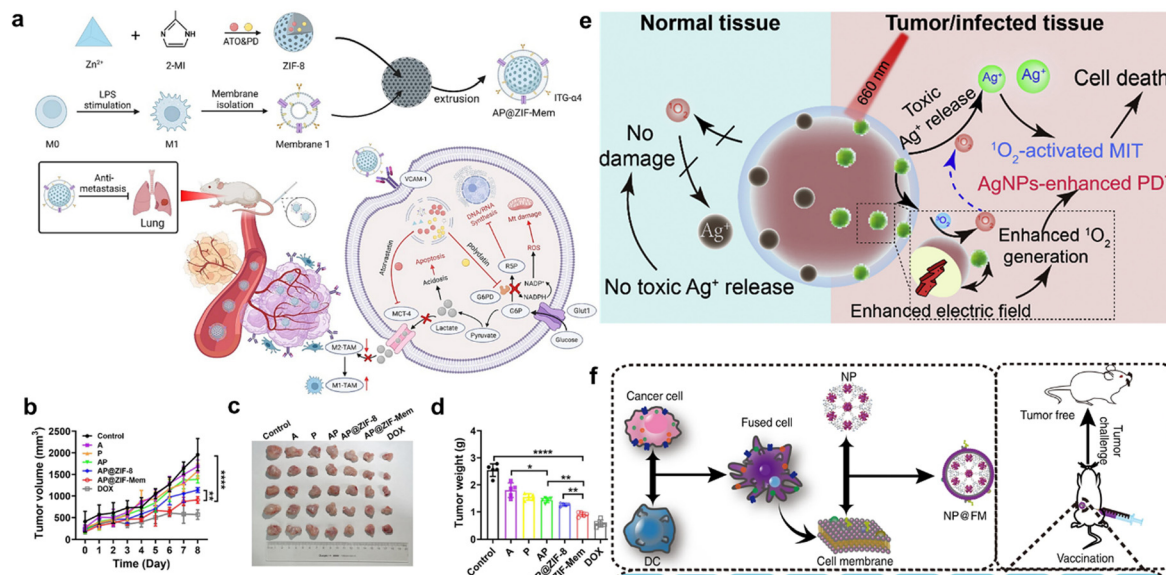 a
Zn²⁺
+
2-MI
NH
N
ATO&PD
ZIF-8
extrusion
ITG-α4
AP@ZIF-Mem
M0
LPS
stimulation
M1
Membrane
isolation
Membrane 1
Anti-
metastasis
Lung
VCAM-1
DNA/RNA
Synthesis
Mt damage
Atorvastatin
polydatin
Apoptosis
Acidosis
ROS
R5P
G6PD
NADP⁺
NADPH
MCT-4
Lactate
Pyruvate
C6P
Glut1
Glucose
M2-TAM
M1-TAM
b
Tumor volume (mm³)
2500
2000
1500
1000
500
0
Control
A
P
AP
AP@ZIF-8
AP@ZIF-Mem
DOX
**
****
0 1 2 3 4 5 6 7 8
Time (Day)
c
Control A P AP AP@ZIF-8 AP@ZIF-Mem DOX
d
Tumor weight (g)
4
3
2
1
0
****
*
**
**
Control A P AP AP@ZIF-8 ZIF-Mem DOX
e
Normal tissue
Tumor/infected tissue
660 nm
No
damage
¹O₂
Ag⁺
No toxic Ag⁺ release
Toxic
Ag⁺ release
Ag⁺
Ag⁺
Cell death
¹O₂-activated MIT
AgNPs-enhanced PDT
³O₂
¹O₂
Enhanced ¹O₂
generation
Enhanced electric field
f
Cancer cell
DC
Fused cell
NP
Cell membrane
NP@FM
Tumor free
Tumor
challenge
Vaccination